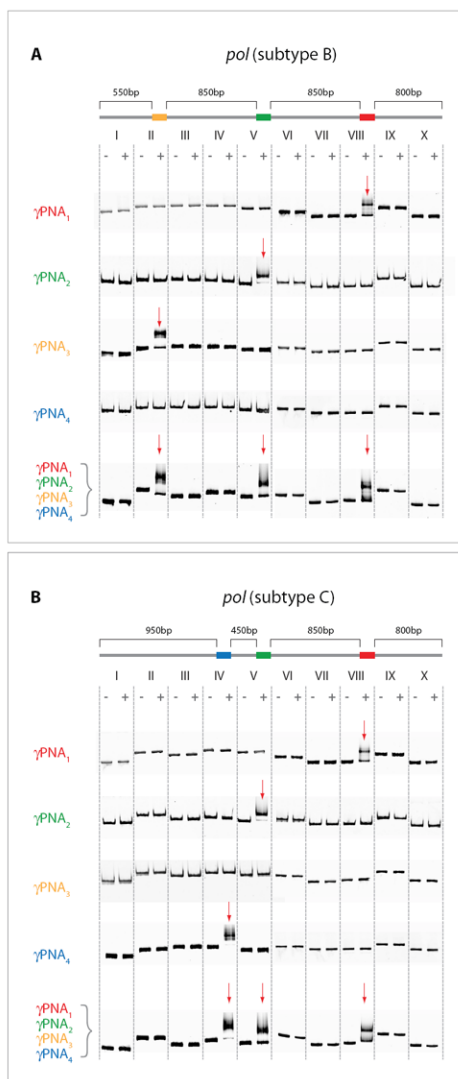 A
pol (subtype B)
550bp 850bp 850bp 800bp
I II III IV V VI VII VIII IX X
- + - + - + - + - + - + - + - + - + - +
γPNA1
γPNA2
γPNA3
γPNA4
γPNA1
γPNA2
γPNA3
γPNA4
B
pol (subtype C)
950bp 450bp 850bp 800bp
I II III IV V VI VII VIII IX X
- + - + - + - + - + - + - + - + - + - +
γPNA1
γPNA2
γPNA3
γPNA4
γPNA1
γPNA2
γPNA3
γPNA4